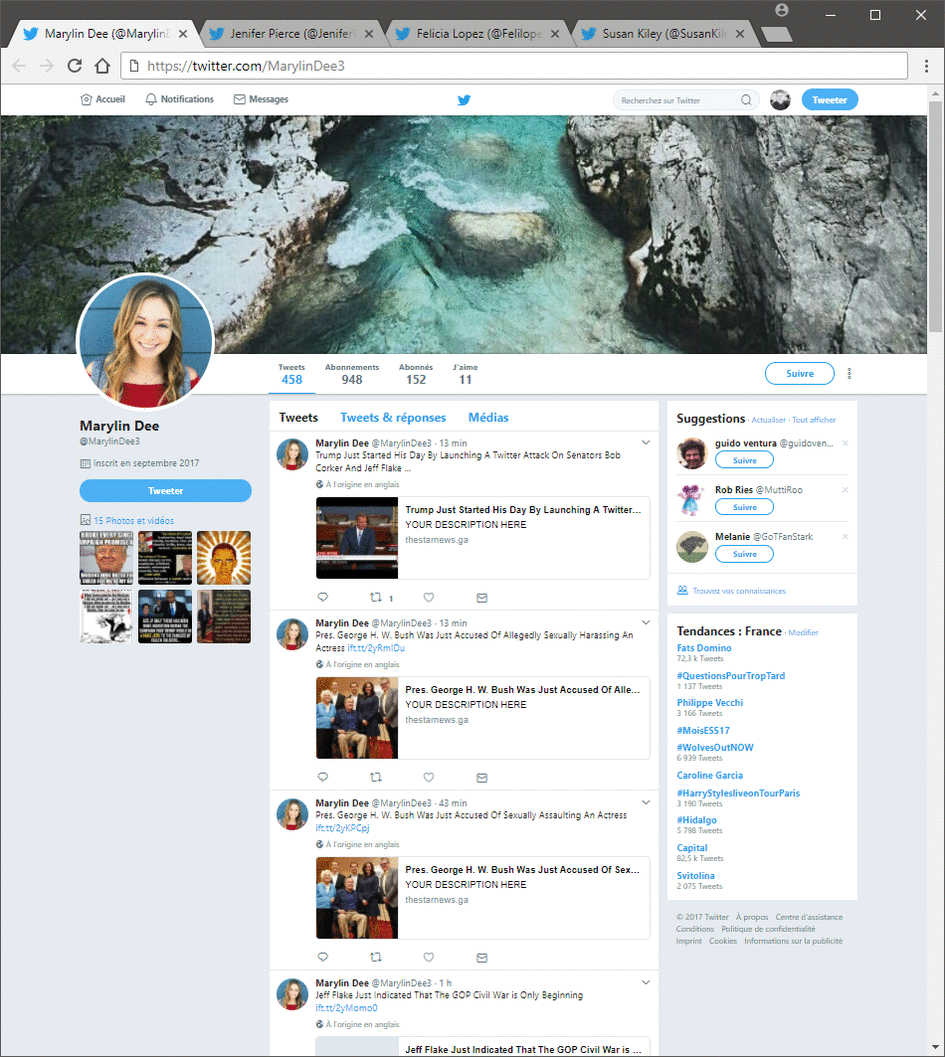 Marylin Dee (@Marylin
Jenifer Pierce (@Jenifer
Felicia Lopez (@Felilope
Susan Kiley (@SusanKil
https://twitter.com/MarylinDee3
Accueil
Notifications
Messages
Recherchez sur Twitter
Tweeter
Tweets
458
Abonnements
948
Abonnés
152
J'aime
11
Suivre
Marylin Dee
@MarylinDee3
Inscrit en septembre 2017
Tweeter
15 Photos et vidéos
Tweets
Tweets & réponses
Médias
Marylin Dee @MarylinDee3 · 13 min
Trump Just Started His Day By Launching A Twitter Attack On Senators Bob
Corker And Jeff Flake ...
À l'origine en anglais
Trump Just Started His Day By Launching A Twitter...
YOUR DESCRIPTION HERE
thestarnews.ga
1
Marylin Dee @MarylinDee3 · 13 min
Pres. George H. W. Bush Was Just Accused Of Allegedly Sexually Harassing An
Actress ift.tt/2yRmIDu
À l'origine en anglais
Pres. George H. W. Bush Was Just Accused Of Alle...
YOUR DESCRIPTION HERE
thestarnews.ga
Marylin Dee @MarylinDee3 · 43 min
Pres. George H. W. Bush Was Just Accused Of Sexually Assaulting An Actress
ift.tt/2yKPCpj
À l'origine en anglais
Pres. George H. W. Bush Was Just Accused Of Sex...
YOUR DESCRIPTION HERE
thestarnews.ga
Marylin Dee @MarylinDee3 · 1 h
Jeff Flake Just Indicated That The GOP Civil War is Only Beginning
ift.tt/2yMomo0
À l'origine en anglais
Jeff Flake Just Indicated That The GOP Civil War is ...
Suggestions · Actualiser · Tout afficher
guido ventura @guidoven...
Suivre
Rob Ries @MuttiRoo
Suivre
Melanie @GoTFanStark
Suivre
Trouvez vos connaissances
Tendances : France · Modifier
Fats Domino
72,3 k Tweets
#QuestionsPourTropTard
1 137 Tweets
Philippe Vecchi
3 166 Tweets
#MoisESS17
#WolvesOutNOW
6 939 Tweets
Caroline Garcia
#HarryStylesliveonTourParis
3 190 Tweets
#Hidalgo
5 798 Tweets
Capital
82,5 k Tweets
Svitolina
2 075 Tweets
© 2017 Twitter À propos Centre d'assistance
Conditions Politique de confidentialité
Imprint Cookies Informations sur la publicité